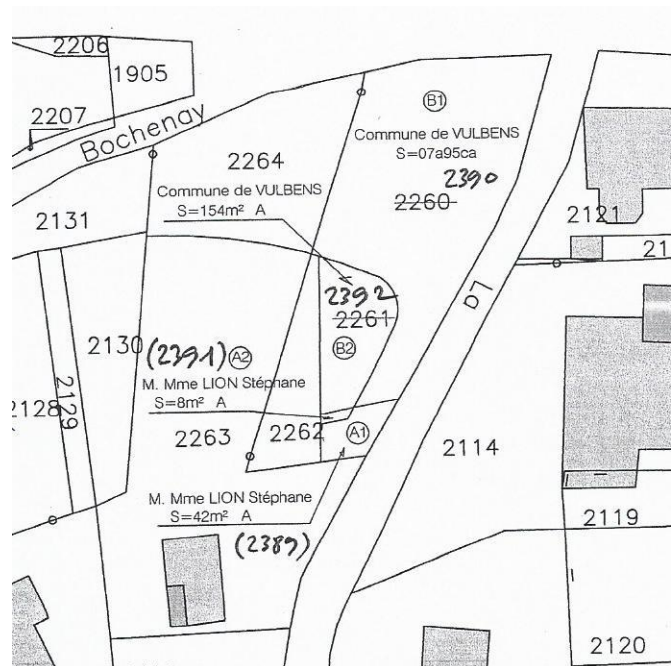 2206
1905
2207
Bochenay
B1
Commune de VULBENS
S=07a95ca
2390
2260
2264
Commune de VULBENS
S=154m² A
2131
2121
21
La
2392
2261
B2
2130
(2391) A2
M. Mme LION Stéphane
S=8m² A
2128
2129
2263
2262
A1
2114
M. Mme LION Stéphane
S=42m² A
(2389)
2119
2120